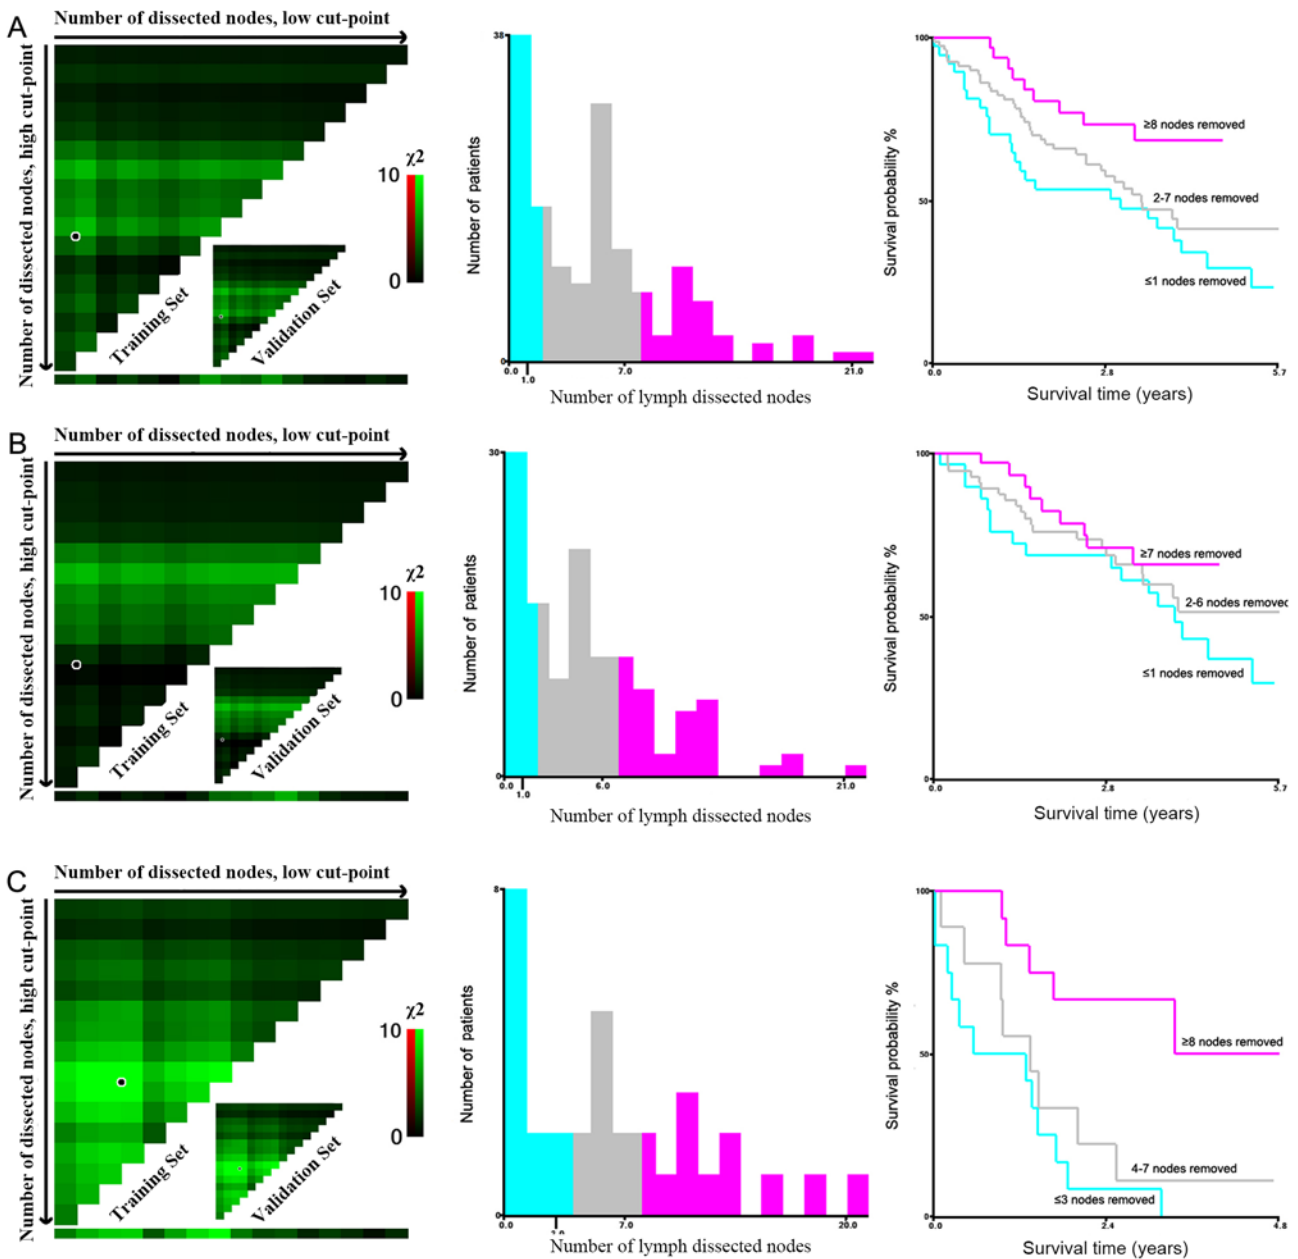 A
Number of dissected nodes, low cut-point
Number of dissected nodes, high cut-point
χ2
10
0
Training Set
Validation Set
Number of patients
38
0
0.0
1.0
7.0
21.0
Number of lymph dissected nodes
Survival probability %
100
50
0
≥8 nodes removed
2-7 nodes removed
≤1 nodes removed
0.0
2.8
5.7
Survival time (years)
B
Number of dissected nodes, low cut-point
Number of dissected nodes, high cut-point
χ2
10
0
Training Set
Validation Set
Number of patients
30
0
0.0
1.0
6.0
21.0
Number of lymph dissected nodes
Survival probability %
100
50
0
≥7 nodes removed
2-6 nodes removed
≤1 nodes removed
0.0
2.8
5.7
Survival time (years)
C
Number of dissected nodes, low cut-point
Number of dissected nodes, high cut-point
χ2
10
0
Training Set
Validation Set
Number of patients
8
0
0.0
7.0
20.0
Number of lymph dissected nodes
Survival probability %
100
50
0
≥8 nodes removed
4-7 nodes removed
≤3 nodes removed
0.0
2.4
4.8
Survival time (years)